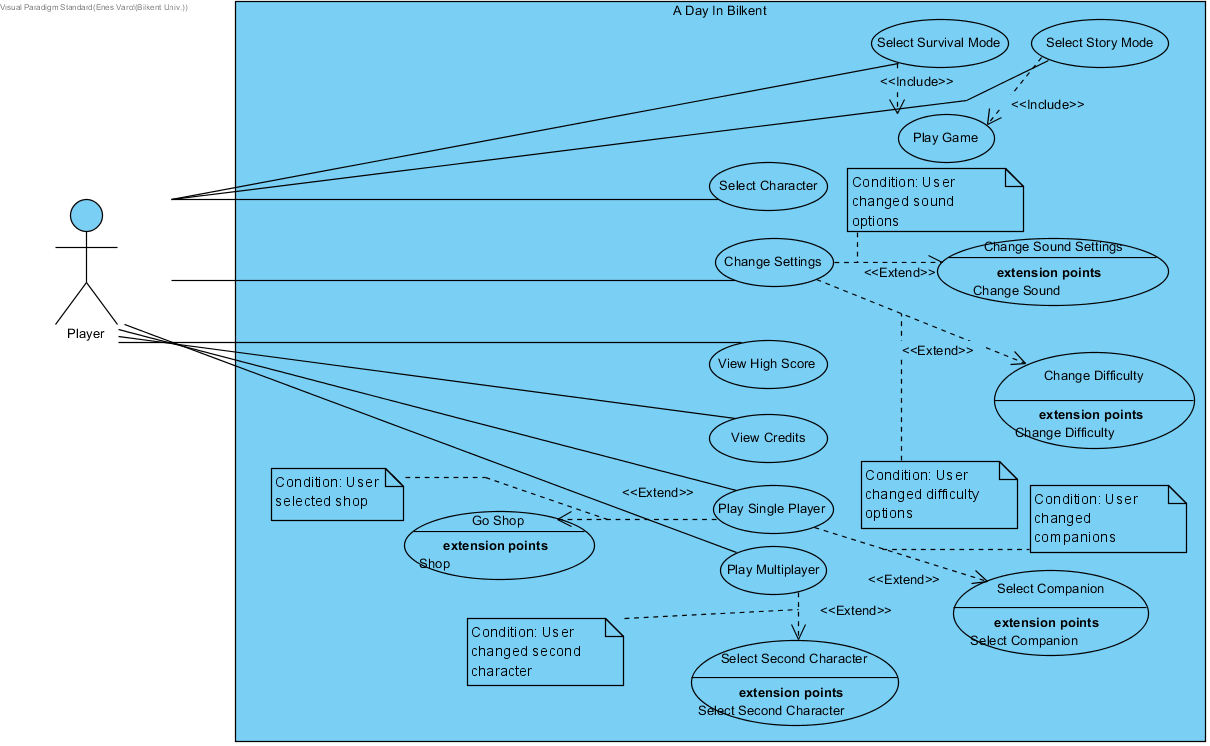 Visual Paradigm Standard(Enes Varol(Bilkent Univ.))
A Day In Bilkent
Select Survival Mode
Select Story Mode
<<Include>>
<<Include>>
Play Game
Select Character
Condition: User
changed sound
options
Change Settings
Change Sound Settings
<<Extend>>
extension points
Change Sound
Player
<<Extend>>
View High Score
Change Difficulty
extension points
Change Difficulty
View Credits
Condition: User
selected shop
<<Extend>>
Condition: User
changed difficulty
options
Condition: User
changed
companions
Play Single Player
Go Shop
extension points
Shop
Play Multiplayer
<<Extend>>
Select Companion
extension points
Select Companion
<<Extend>>
Condition: User
changed second
character
Select Second Character
extension points
Select Second Character